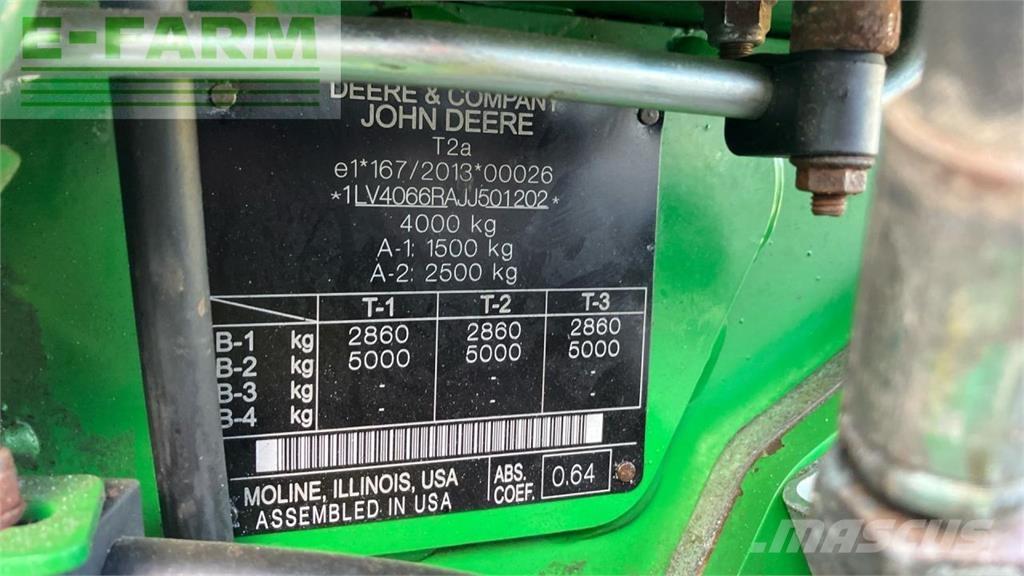 E-FARM
DEERE & COMPANY
JOHN DEERE
T2a
e1*167/2013*00026
*1LV4066RAJJ501202*
4000 kg
A-1: 1500 kg
A-2: 2500 kg
T-1 T-2 T-3
B-1 kg 2860 2860 2860
B-2 kg 5000 5000 5000
B-3 kg - - -
B-4 kg - - -
MOLINE, ILLINOIS, USA
ASSEMBLED IN USA
ABS.
COEF.
0.64
MASCUS